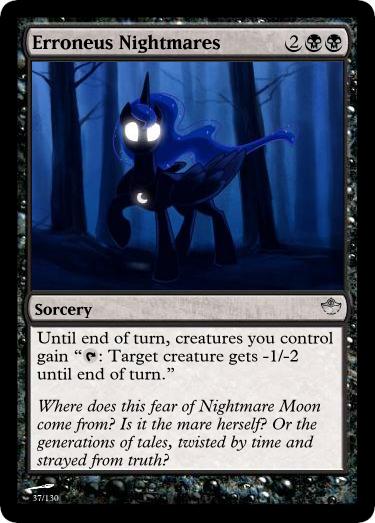 Erroneus Nightmares 2
Sorcery
Until end of turn, creatures you control
gain “: Target creature gets -1/-2
until end of turn.”
Where does this fear of Nightmare Moon
come from? Is it the mare herself? Or the
generations of tales, twisted by time and
strayed from truth?
37/130